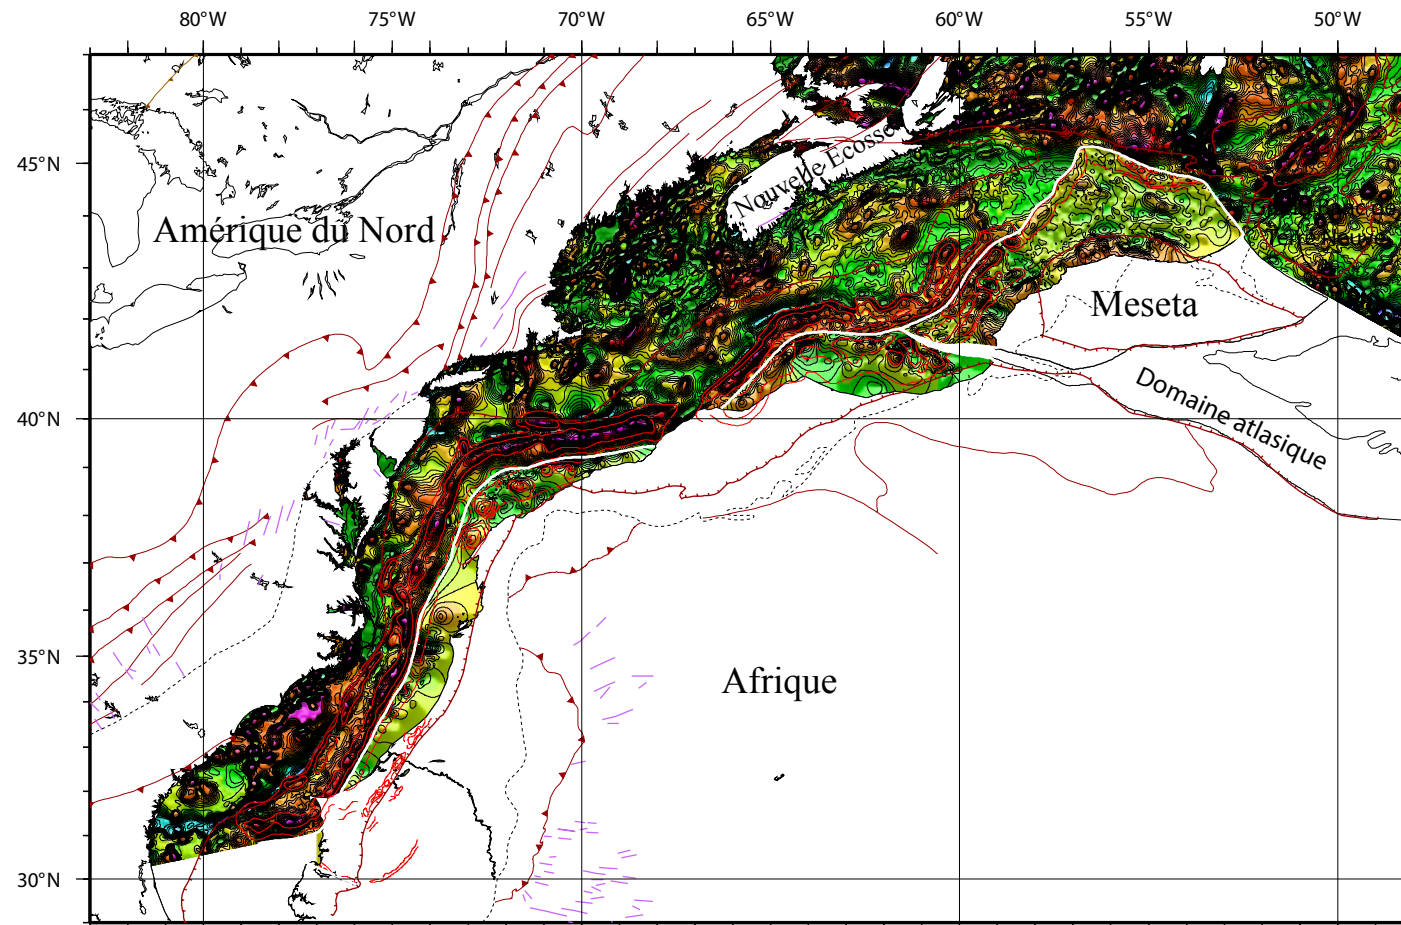 80°W 75°W 70°W 65°W 60°W 55°W 50°W
45°N
Nouvelle Ecosse
Amérique du Nord
Meseta
40°N
Domaine atlasique
35°N
Afrique
30°N